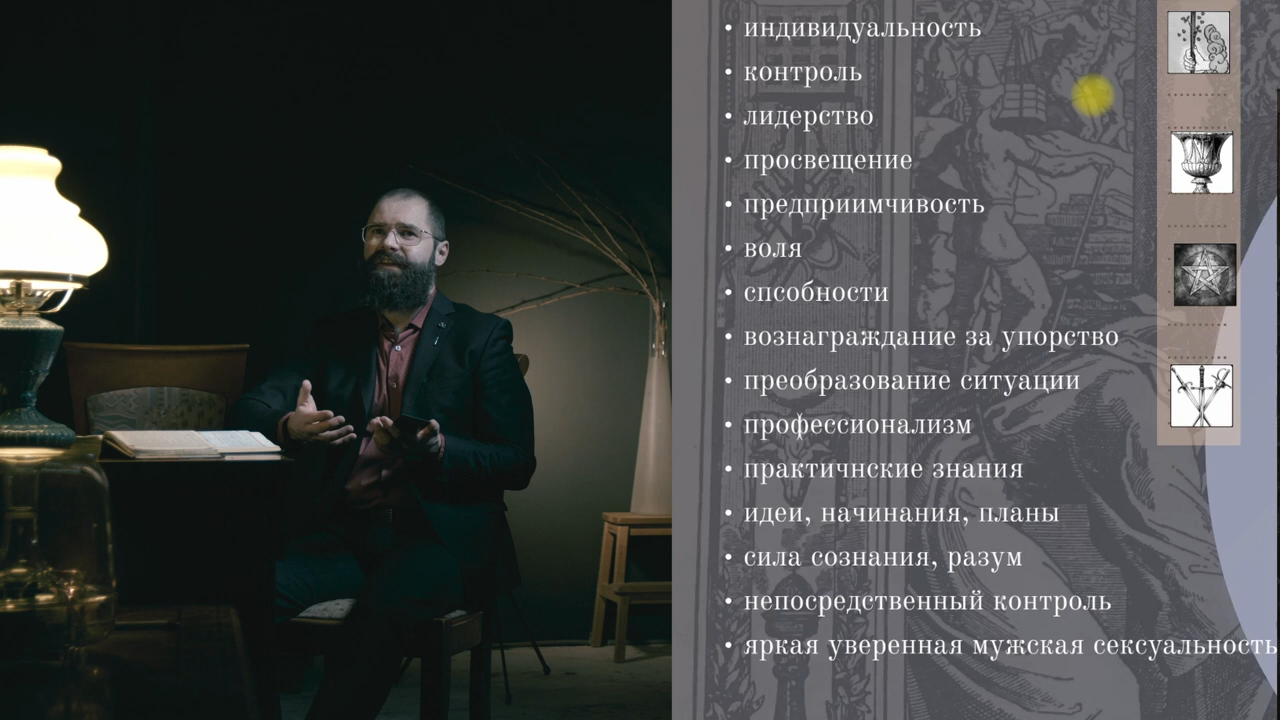 • индивидуальность
• контроль
• лидерство
• просвещение
• предприимчивость
• воля
• спсобности
• вознаграждание за упорство
• преобразование ситуации
• профессионализм
• практичнские знания
• идеи, начинания, планы
• сила сознания, разум
• непосредственный контроль
• яркая уверенная мужская сексуальность